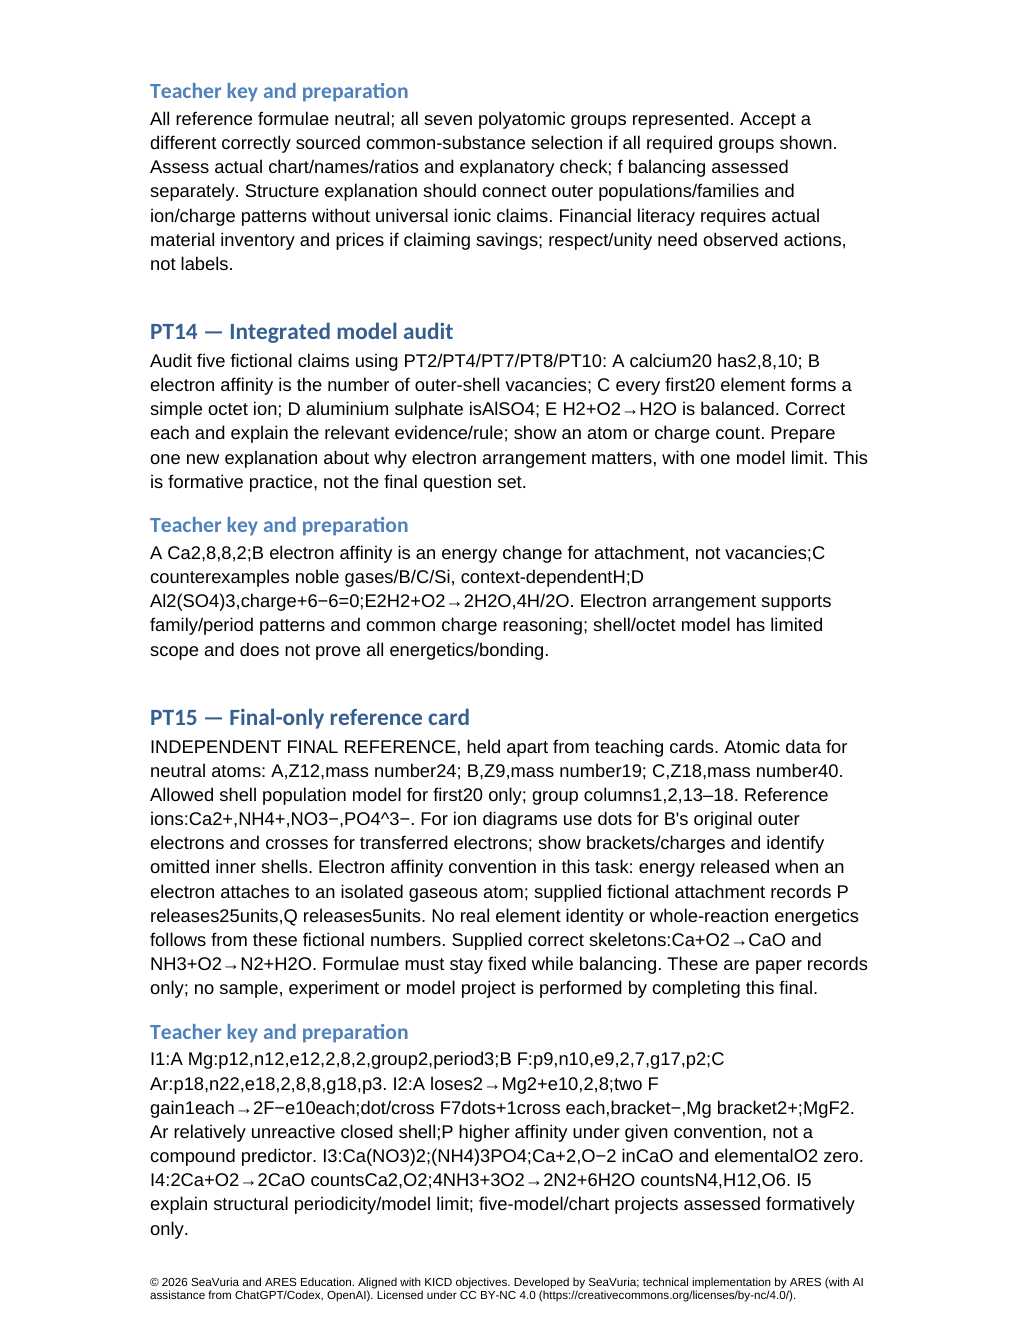 Teacher key and preparation
All reference formulae neutral; all seven polyatomic groups represented. Accept a
different correctly sourced common-substance selection if all required groups shown.
Assess actual chart/names/ratios and explanatory check; f balancing assessed
separately. Structure explanation should connect outer populations/families and
ion/charge patterns without universal ionic claims. Financial literacy requires actual
material inventory and prices if claiming savings; respect/unity need observed actions,
not labels.
PT14 — Integrated model audit
Audit five fictional claims using PT2/PT4/PT7/PT8/PT10: A calcium20 has2,8,10; B
electron affinity is the number of outer-shell vacancies; C every first20 element forms a
simple octet ion; D aluminium sulphate isAlSO4; E H2+O2→H2O is balanced. Correct
each and explain the relevant evidence/rule; show an atom or charge count. Prepare
one new explanation about why electron arrangement matters, with one model limit. This
is formative practice, not the final question set.
Teacher key and preparation
A Ca2,8,8,2;B electron affinity is an energy change for attachment, not vacancies;C
counterexamples noble gases/B/C/Si, context-dependentH;D
Al2(SO4)3,charge+6−6=0;E2H2+O2→2H2O,4H/2O. Electron arrangement supports
family/period patterns and common charge reasoning; shell/octet model has limited
scope and does not prove all energetics/bonding.
PT15 — Final-only reference card
INDEPENDENT FINAL REFERENCE, held apart from teaching cards. Atomic data for
neutral atoms: A,Z12,mass number24; B,Z9,mass number19; C,Z18,mass number40.
Allowed shell population model for first20 only; group columns1,2,13–18. Reference
ions:Ca2+,NH4+,NO3−,PO4^3−. For ion diagrams use dots for B's original outer
electrons and crosses for transferred electrons; show brackets/charges and identify
omitted inner shells. Electron affinity convention in this task: energy released when an
electron attaches to an isolated gaseous atom; supplied fictional attachment records P
releases25units,Q releases5units. No real element identity or whole-reaction energetics
follows from these fictional numbers. Supplied correct skeletons:Ca+O2→CaO and
NH3+O2→N2+H2O. Formulae must stay fixed while balancing. These are paper records
only; no sample, experiment or model project is performed by completing this final.
Teacher key and preparation
I1:A Mg:p12,n12,e12,2,8,2,group2,period3;B F:p9,n10,e9,2,7,g17,p2;C
Ar:p18,n22,e18,2,8,8,g18,p3. I2:A loses2→Mg2+e10,2,8;two F
gain1each→2F−e10each;dot/cross F7dots+1cross each,bracket−,Mg bracket2+;MgF2.
Ar relatively unreactive closed shell;P higher affinity under given convention, not a
compound predictor. I3:Ca(NO3)2;(NH4)3PO4;Ca+2,O−2 inCaO and elementalO2 zero.
I4:2Ca+O2→2CaO countsCa2,O2;4NH3+3O2→2N2+6H2O countsN4,H12,O6. I5
explain structural periodicity/model limit; five-model/chart projects assessed formatively
only.
© 2026 SeaVuria and ARES Education. Aligned with KICD objectives. Developed by SeaVuria; technical implementation by ARES (with AI
assistance from ChatGPT/Codex, OpenAI). Licensed under CC BY-NC 4.0 (https://creativecommons.org/licenses/by-nc/4.0/).